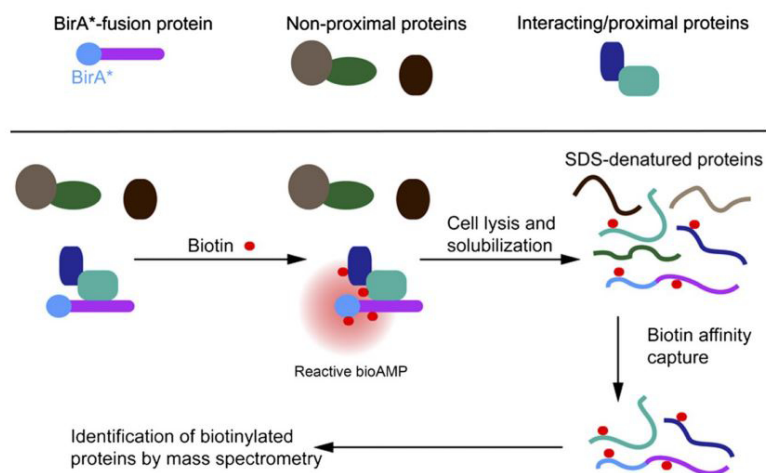 BirA*-fusion protein
Non-proximal proteins
Interacting/proximal proteins
BirA*
SDS-denatured proteins
Biotin
Cell lysis and
solubilization
Reactive bioAMP
Biotin affinity
capture
Identification of biotinylated
proteins by mass spectrometry